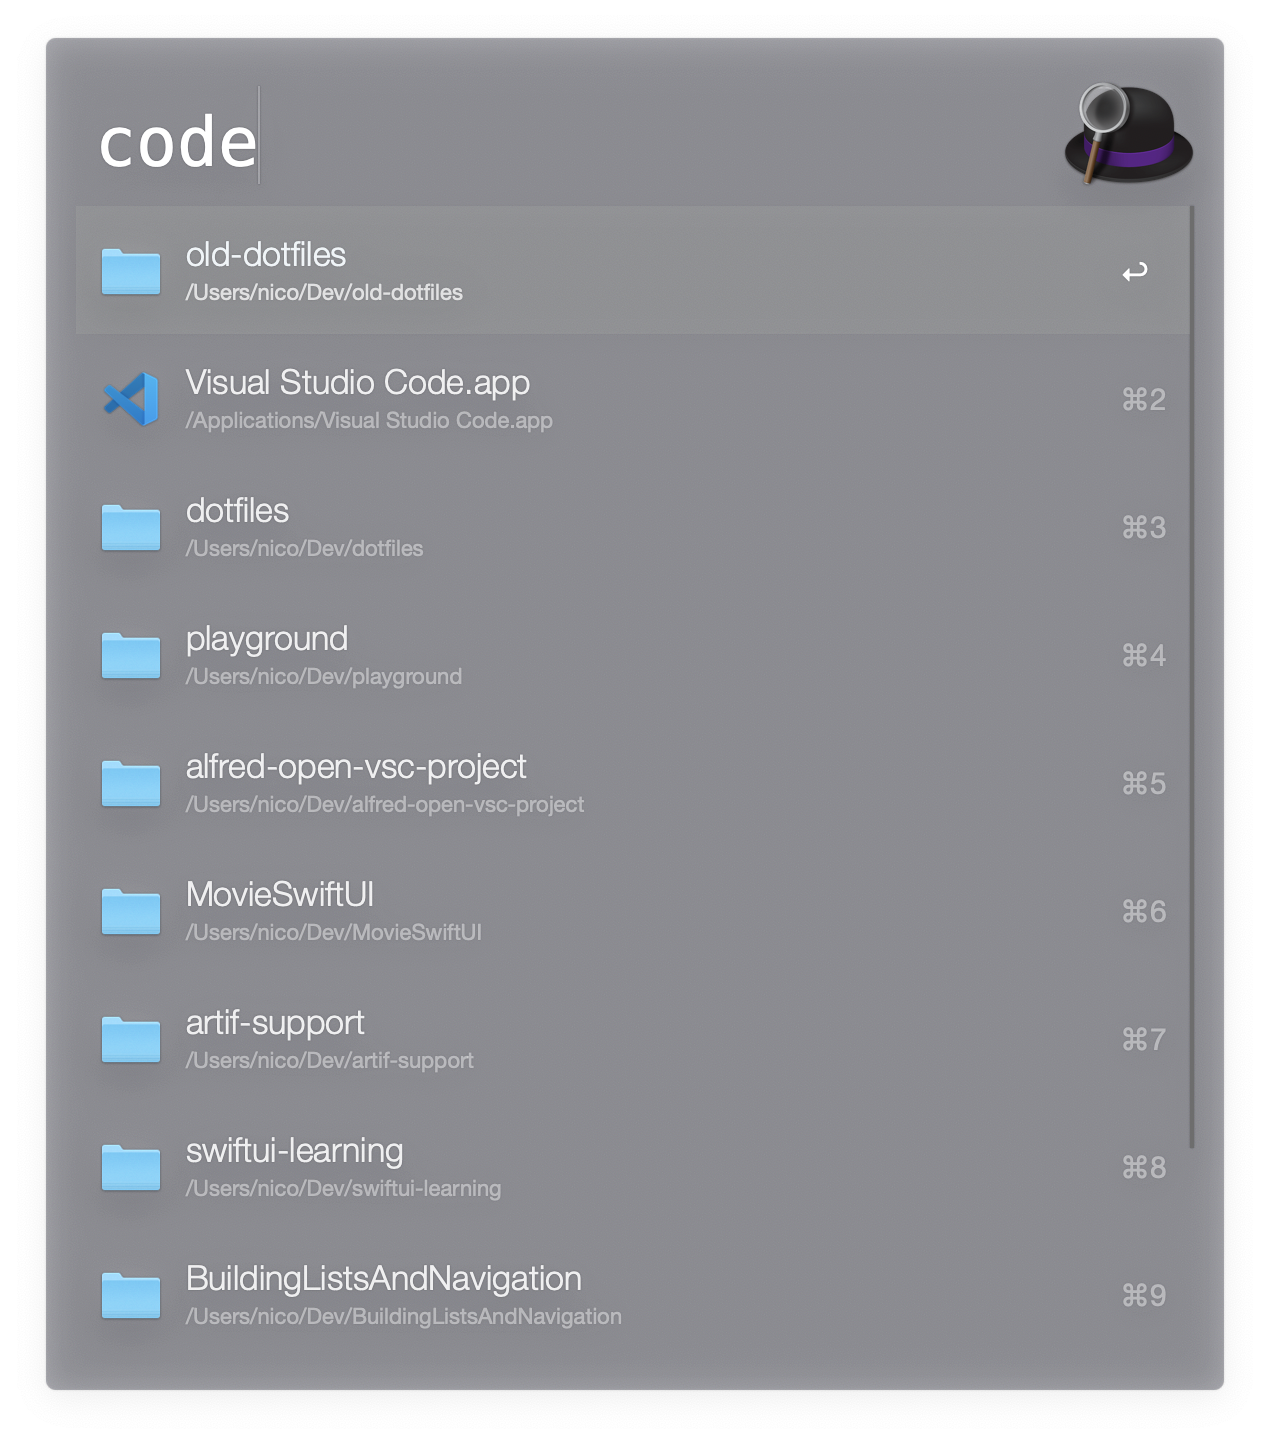 code
old-dotfiles
/Users/nico/Dev/old-dotfiles
↩
Visual Studio Code.app
/Applications/Visual Studio Code.app
⌘2
dotfiles
/Users/nico/Dev/dotfiles
⌘3
playground
/Users/nico/Dev/playground
⌘4
alfred-open-vsc-project
/Users/nico/Dev/alfred-open-vsc-project
⌘5
MovieSwiftUI
/Users/nico/Dev/MovieSwiftUI
⌘6
artif-support
/Users/nico/Dev/artif-support
⌘7
swiftui-learning
/Users/nico/Dev/swiftui-learning
⌘8
BuildingListsAndNavigation
/Users/nico/Dev/BuildingListsAndNavigation
⌘9